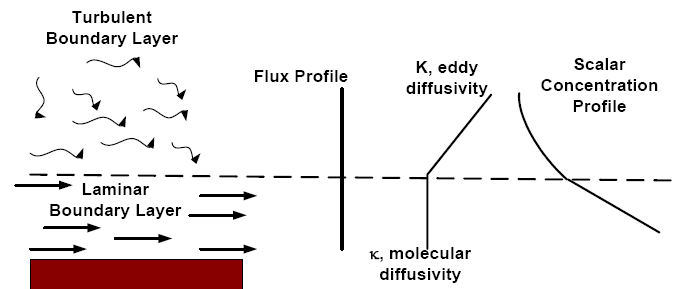 Turbulent
Boundary Layer
Flux Profile
K, eddy
diffusivity
Scalar
Concentration
Profile
Laminar
Boundary Layer
κ, molecular
diffusivity